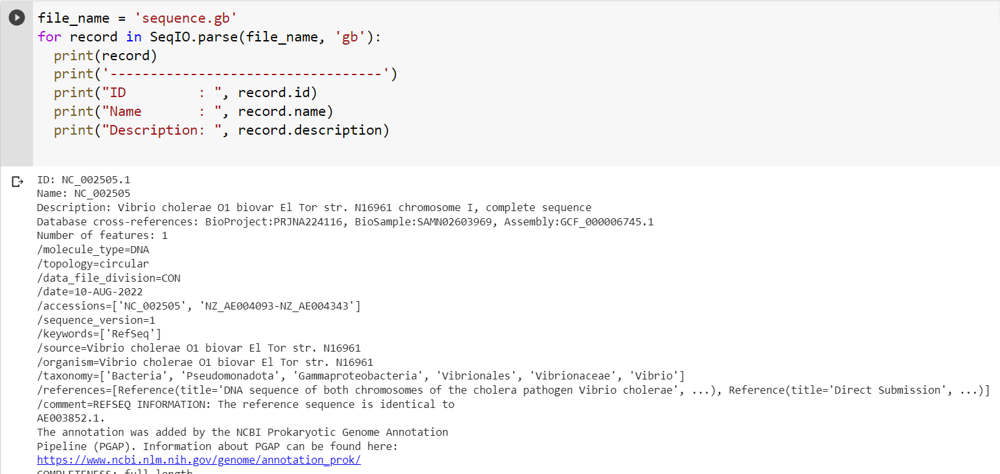 file_name = 'sequence.gb'
for record in SeqIO.parse(file_name, 'gb'):
  print(record)
  print('----------------------------------')
  print("ID         : ", record.id)
  print("Name       : ", record.name)
  print("Description: ", record.description)
ID: NC_002505.1
Name: NC_002505
Description: Vibrio cholerae O1 biovar El Tor str. N16961 chromosome I, complete sequence
Database cross-references: BioProject:PRJNA224116, BioSample:SAMN02603969, Assembly:GCF_000006745.1
Number of features: 1
/molecule_type=DNA
/topology=circular
/data_file_division=CON
/date=10-AUG-2022
/accessions=['NC_002505', 'NZ_AE004093-NZ_AE004343']
/sequence_version=1
/keywords=['RefSeq']
/source=Vibrio cholerae O1 biovar El Tor str. N16961
/organism=Vibrio cholerae O1 biovar El Tor str. N16961
/taxonomy=['Bacteria', 'Pseudomonadota', 'Gammaproteobacteria', 'Vibrionales', 'Vibrionaceae', 'Vibrio']
/references=[Reference(title='DNA sequence of both chromosomes of the cholera pathogen Vibrio cholerae', ...), Reference(title='Direct Submission', ...)]
/comment=REFSEQ INFORMATION: The reference sequence is identical to
AE003852.1.
The annotation was added by the NCBI Prokaryotic Genome Annotation
Pipeline (PGAP). Information about PGAP can be found here:
https://www.ncbi.nlm.nih.gov/genome/annotation_prok/
COMPLETENESS: full length